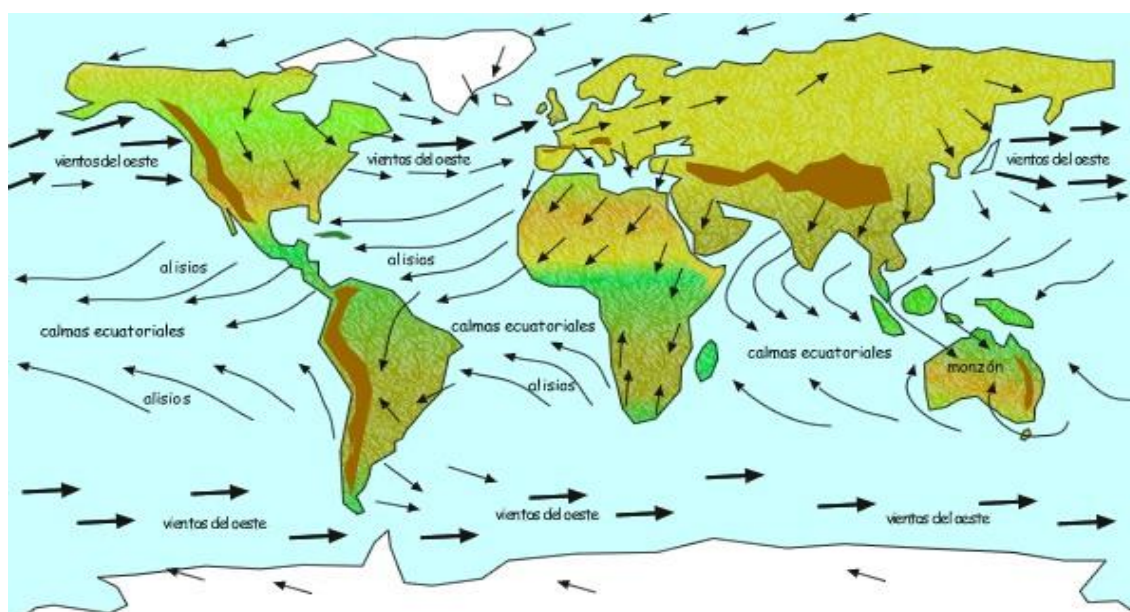 vientos del oeste
vientos del oeste
vientos del oeste
alisios
alisios
calmas ecuatoriales
calmas ecuatoriales
calmas ecuatoriales
monzón
alisios
alisios
vientos del oeste
vientos del oeste
vientos del oeste